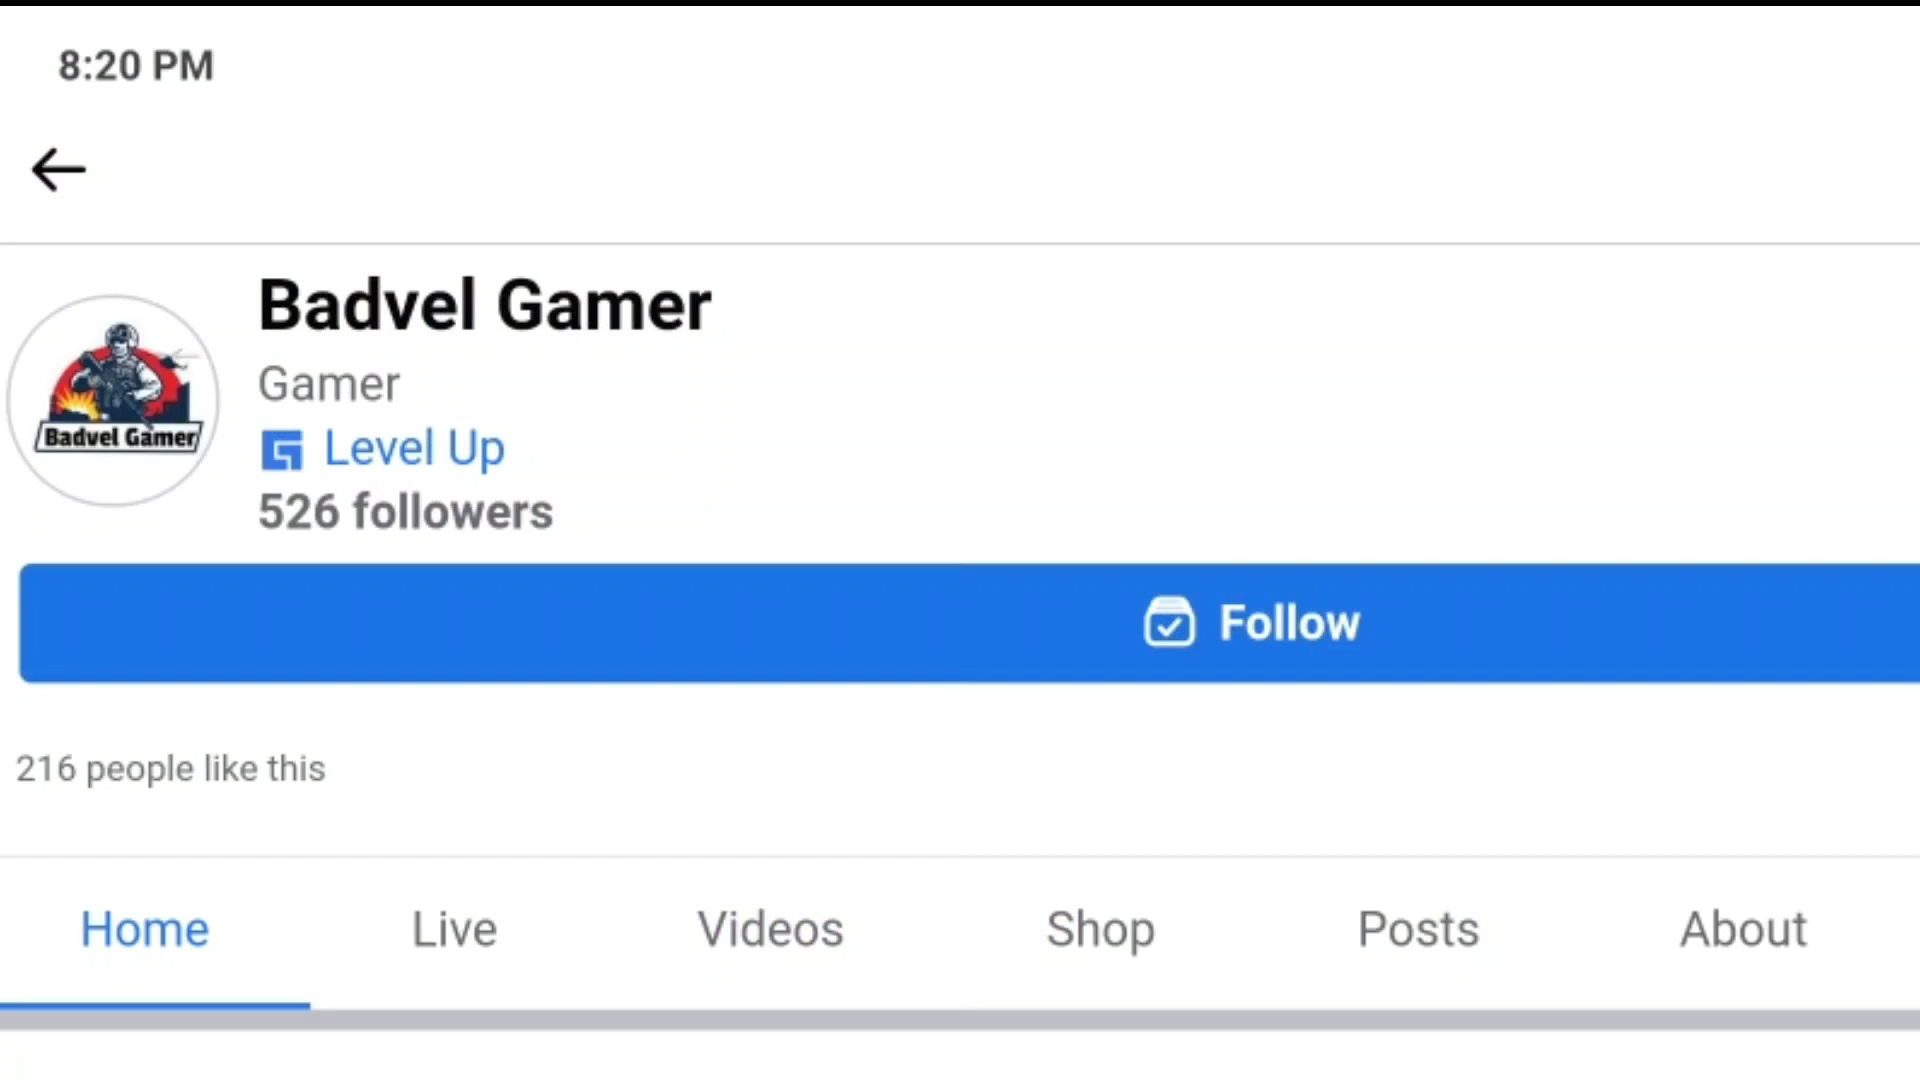 8:20 PM
Badvel Gamer
Badvel Gamer
Gamer
Level Up
526 followers
Follow
216 people like this
Home Live Videos Shop Posts About